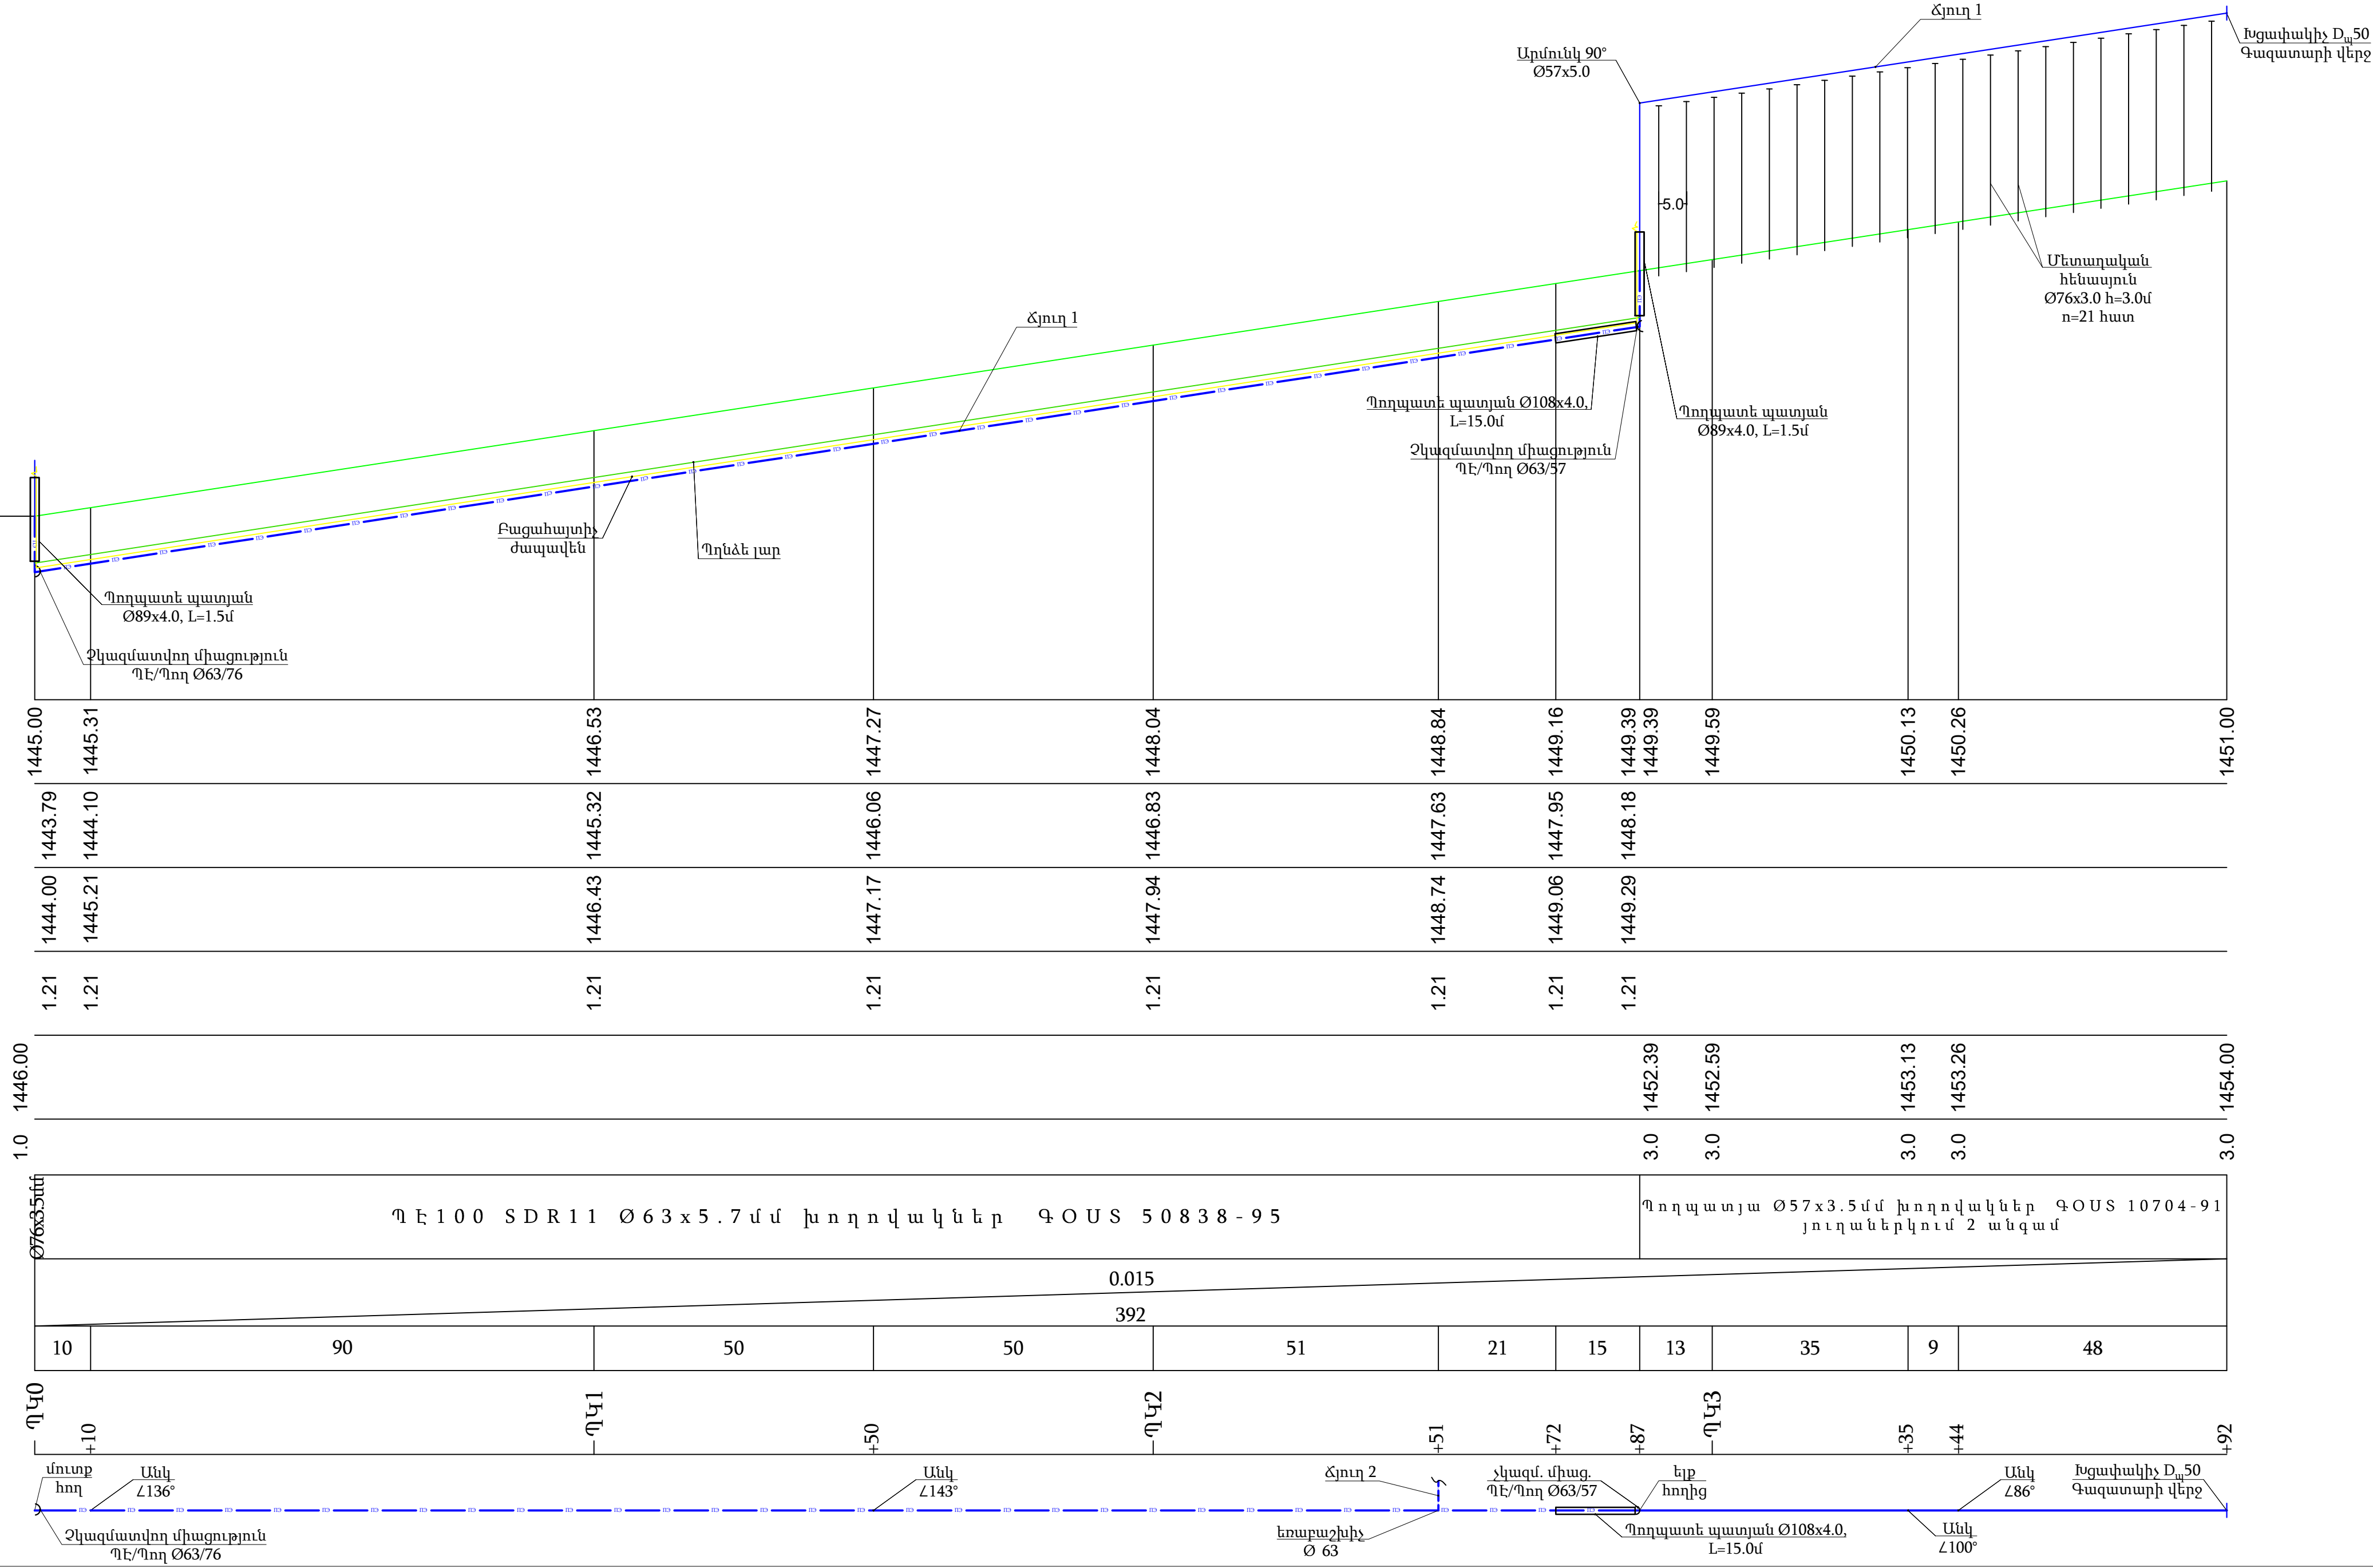 Ճյուղ 1
Խցափակիչ Dպ50
Գազատարի վերջ
Արմունկ 90°
Ø57x5.0
5.0
Մետաղական
հենասյուն
Ø76x3.0 h=3.0մ
n=21 հատ
Ճյուղ 1
Պողպատե պատյան Ø108x4.0,
L=15.0մ
Պողպատե պատյան
Ø89x4.0, L=1.5մ
Չկազմատվող միացություն
ՊԷ/Պող Ø63/57
Բացահայտիչ
ժապավեն
Պղնձե լար
Պողպատե պատյան
Ø89x4.0, L=1.5մ
Չկազմատվող միացություն
ՊԷ/Պող Ø63/76
1445.00 1445.31 1446.53 1447.27 1448.04 1448.84 1449.16 1449.39 1449.39 1449.59 1450.13 1450.26 1451.00
1443.79 1444.10 1445.32 1446.06 1446.83 1447.63 1447.95 1448.18
1444.00 1445.21 1446.43 1447.17 1447.94 1448.74 1449.06 1449.29
1.21 1.21 1.21 1.21 1.21 1.21 1.21 1.21
1446.00 1452.39 1452.59 1453.13 1453.26 1454.00
1.0 3.0 3.0 3.0 3.0 3.0
Ø76x3.5մմ
ՊԷ100 SDR11 Ø63x5.7մմ խողովակներ ԳՕՍՏ 50838-95
Պողպատյա Ø57x3.5մմ խողովակներ ԳՕՍՏ 10704-91
յուղաներկում 2 անգամ
0.015
392
10 90 50 50 51 21 15 13 35 9 48
ՊԿ0 +10 ՊԿ1 +50 ՊԿ2 +51 +72 +87 ՊԿ3 +35 +44 +92
մուտք
հող
Անկ
∠136°
Անկ
∠143°
Ճյուղ 2
չկազմ. միաց.
ՊԷ/Պող Ø63/57
ելք
հողից
Անկ
∠86°
Խցափակիչ Dպ50
Գազատարի վերջ
Չկազմատվող միացություն
ՊԷ/Պող Ø63/76
եռաբաշխիչ
Ø 63
Պողպատե պատյան Ø108x4.0,
L=15.0մ
Անկ
∠100°